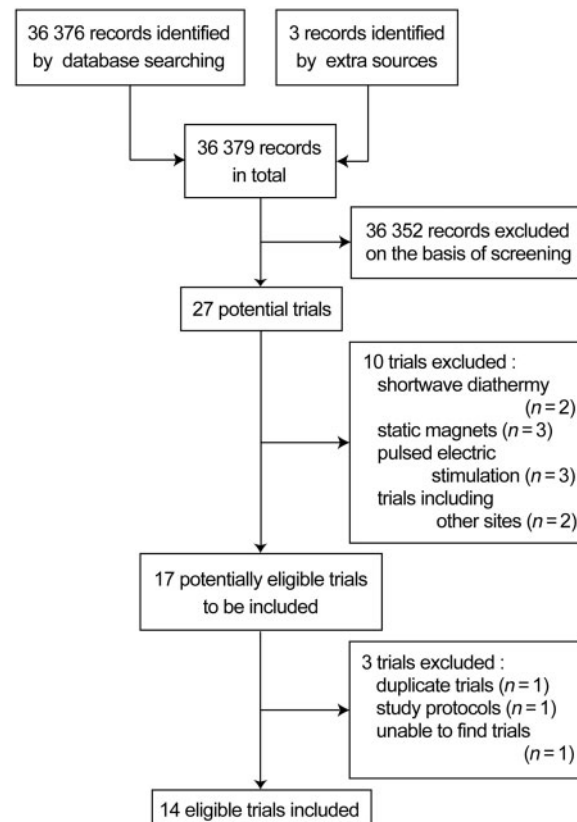 36 376 records identified
by database searching
3 records identified
by extra sources
36 379 records
in total
36 352 records excluded
on the basis of screening
27 potential trials
10 trials excluded :
shortwave diathermy
(n = 2)
static magnets (n = 3)
pulsed electric
stimulation (n = 3)
trials including
other sites (n = 2)
17 potentially eligible trials
to be included
3 trials excluded :
duplicate trials (n = 1)
study protocols (n = 1)
unable to find trials
(n = 1)
14 eligible trials included